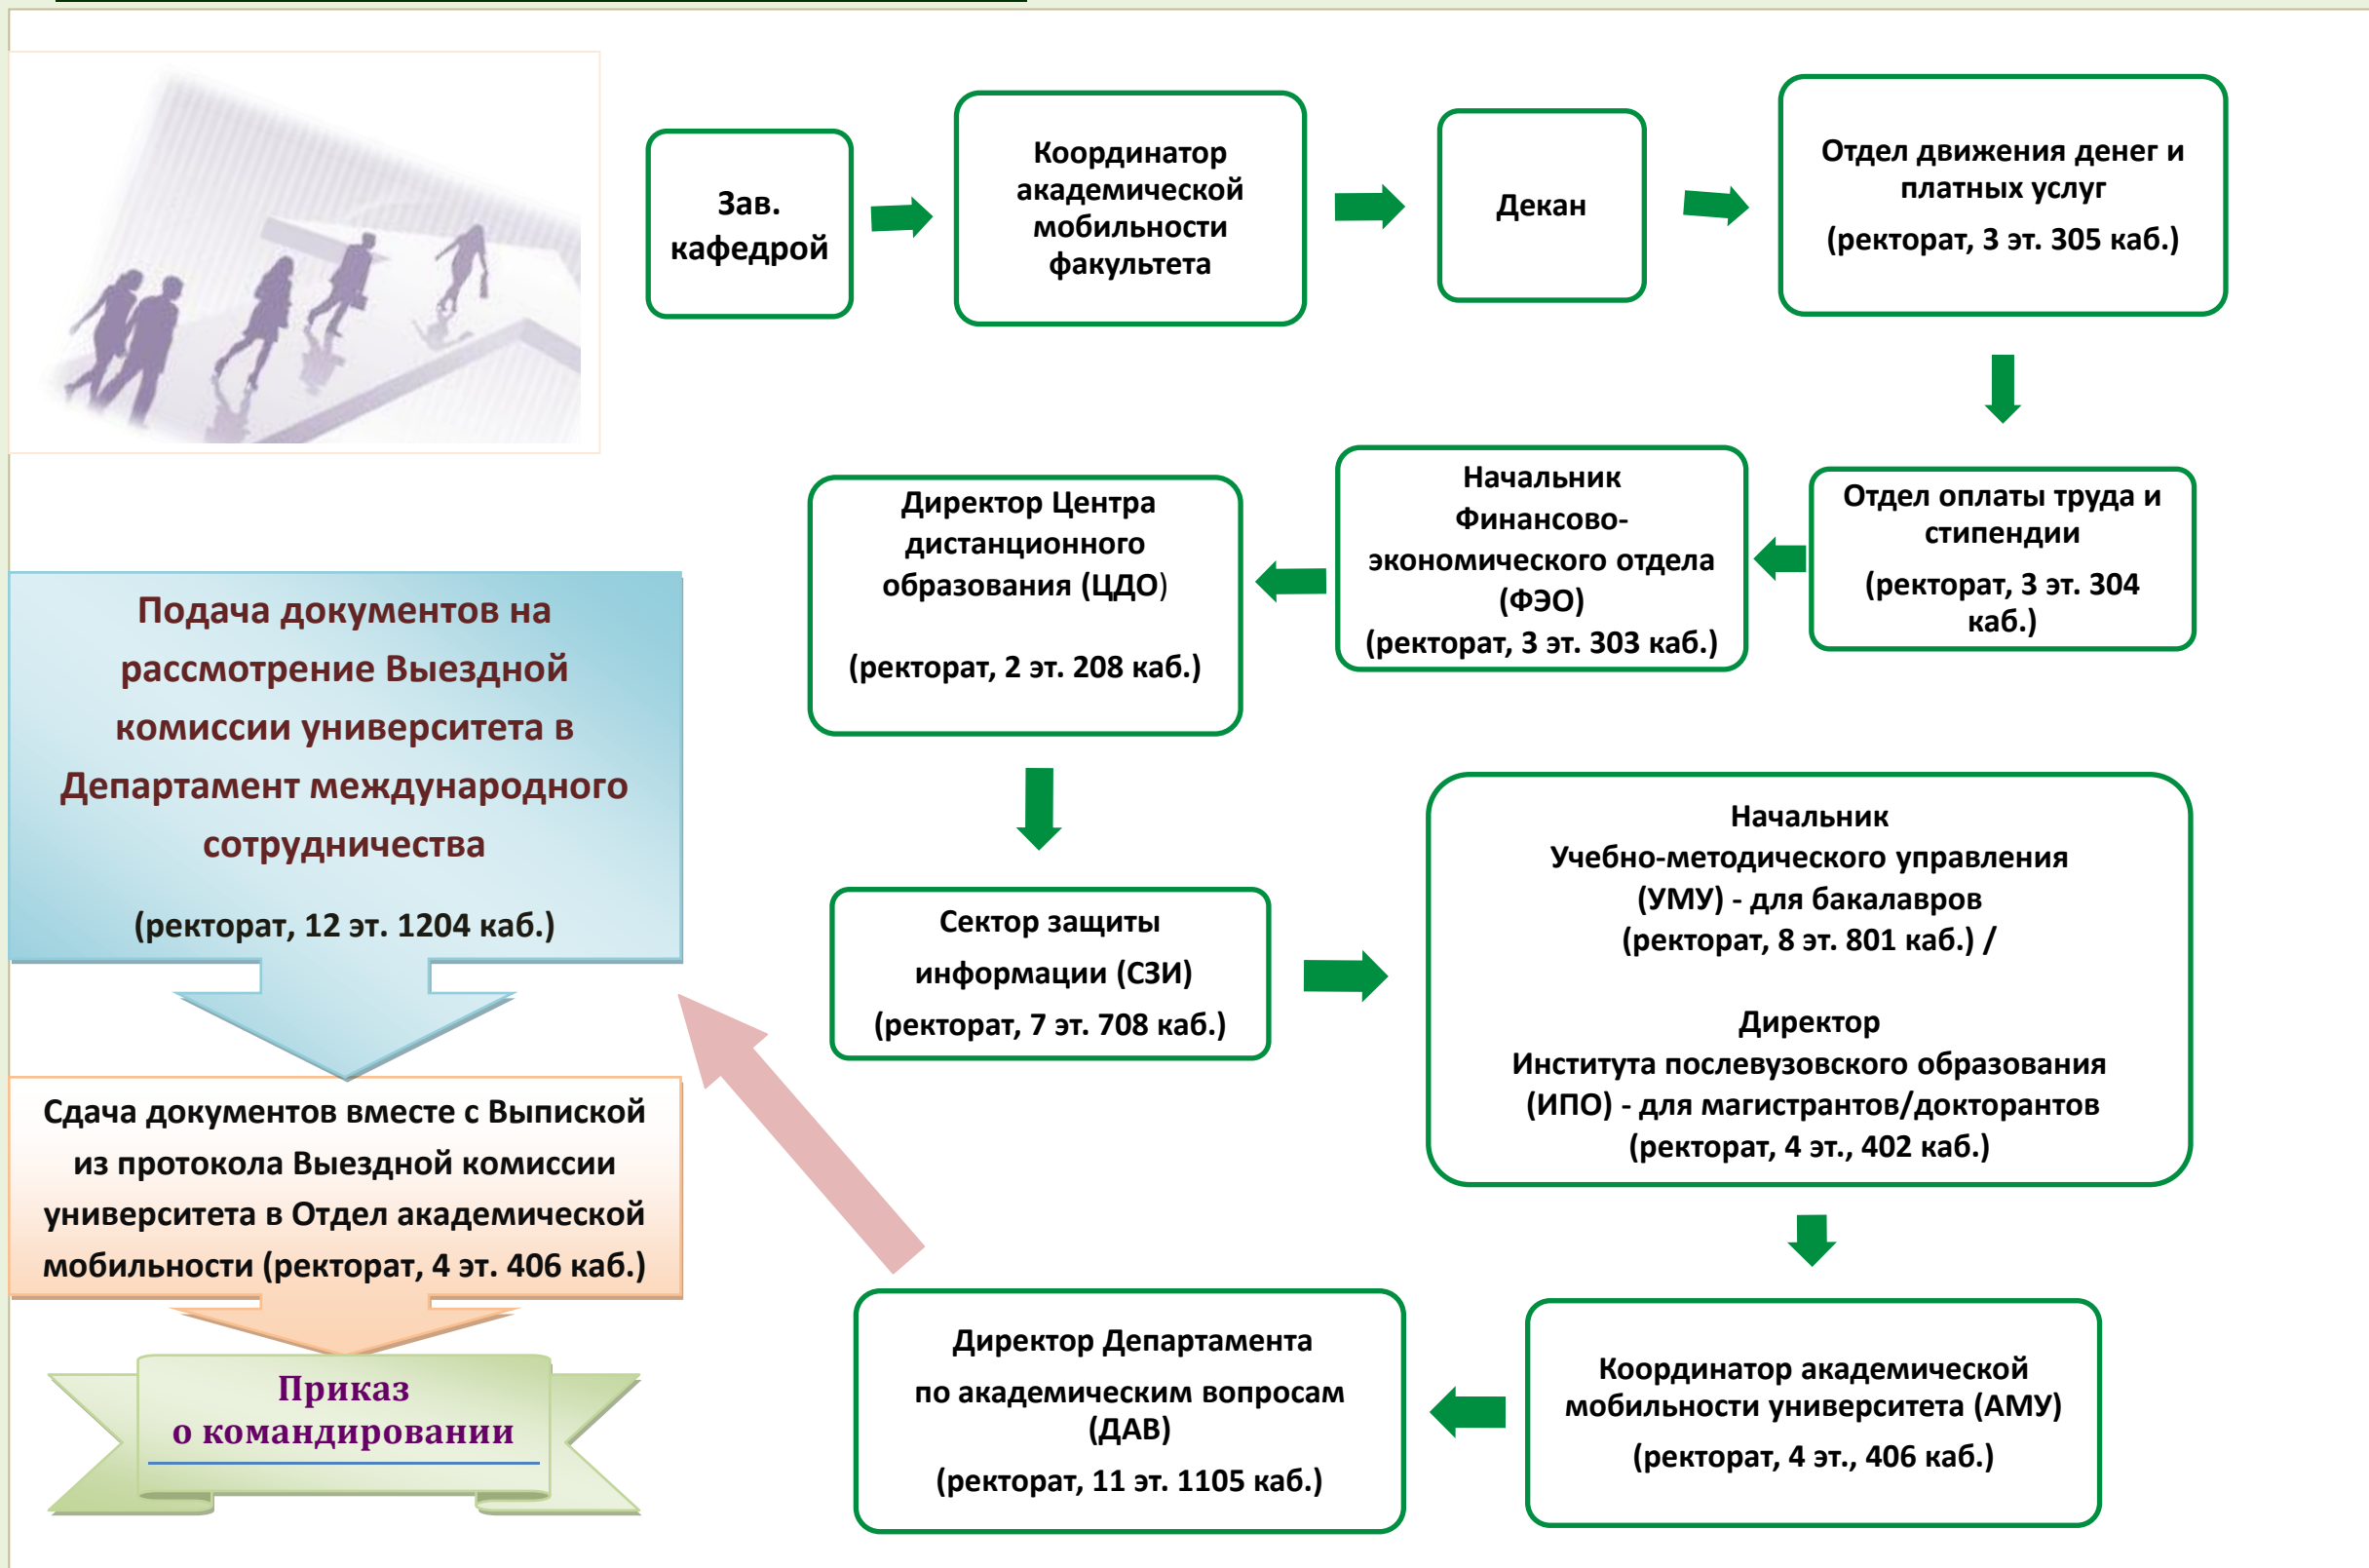 Зав.
кафедрой
Координатор
академической
мобильности
факультета
Декан
Отдел движения денег и
платных услуг
(ректорат, 3 эт. 305 каб.)
Отдел оплаты труда и
стипендии
(ректорат, 3 эт. 304
каб.)
Начальник
Финансово-
экономического отдела
(ФЭО)
(ректорат, 3 эт. 303 каб.)
Директор Центра
дистанционного
образования (ЦДО)
(ректорат, 2 эт. 208 каб.)
Сектор защиты
информации (СЗИ)
(ректорат, 7 эт. 708 каб.)
Начальник
Учебно-методического управления
(УМУ) - для бакалавров
(ректорат, 8 эт. 801 каб.) /
Директор
Института послевузовского образования
(ИПО) - для магистрантов/докторантов
(ректорат, 4 эт., 402 каб.)
Координатор академической
мобильности университета (АМУ)
(ректорат, 4 эт., 406 каб.)
Директор Департамента
по академическим вопросам
(ДАВ)
(ректорат, 11 эт. 1105 каб.)
Подача документов на
рассмотрение Выездной
комиссии университета в
Департамент международного
сотрудничества
(ректорат, 12 эт. 1204 каб.)
Сдача документов вместе с Выпиской
из протокола Выездной комиссии
университета в Отдел академической
мобильности (ректорат, 4 эт. 406 каб.)
Приказ
о командировании